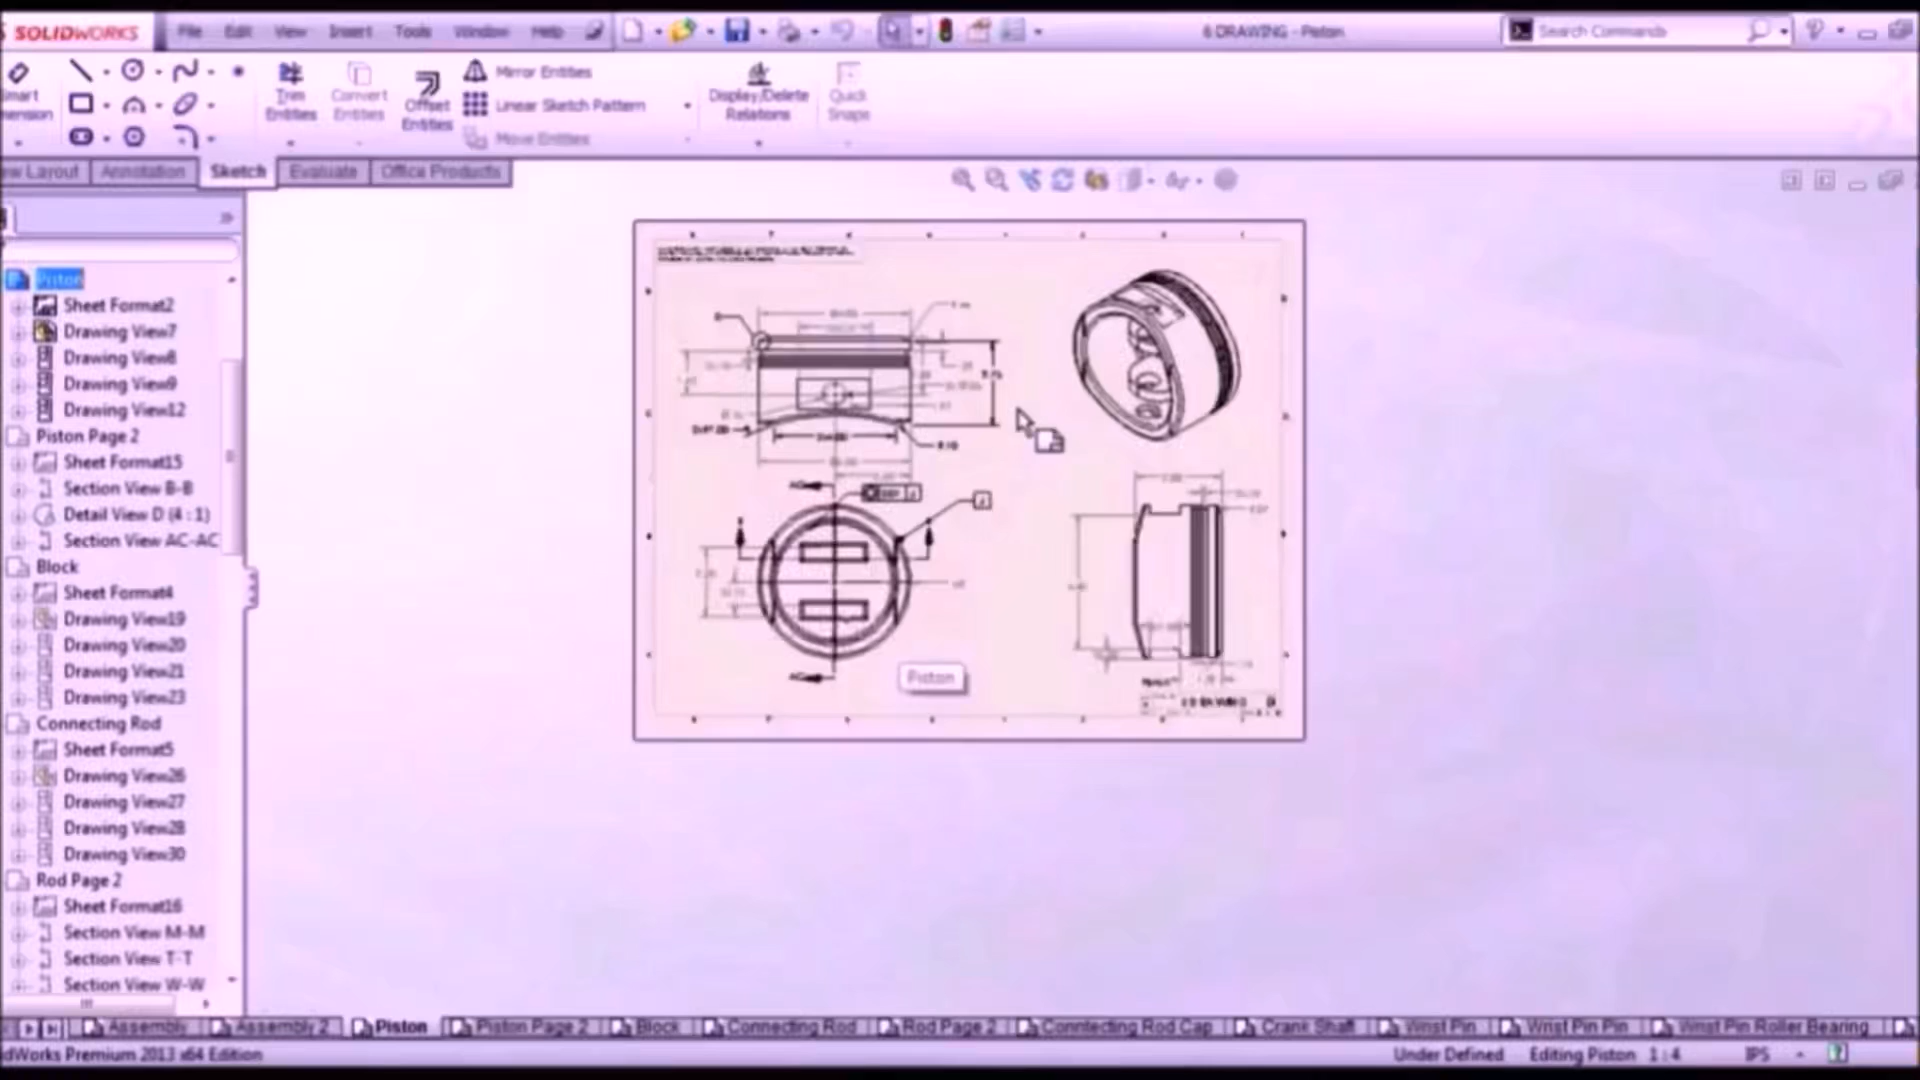 SOLIDWORKS File Edit View Insert Tools Window Help 6 DRAWING - Piston Search Commands
Trim Entities
Convert Entities
Offset Entities
Mirror Entities
Linear Sketch Pattern
Move Entities
Display/Delete Relations
Quick Snaps
Layout Annotation Sketch Evaluate Office Products
Piston
Sheet Format2
Drawing View7
Drawing View8
Drawing View9
Drawing View12
Piston Page 2
Sheet Format15
Section View B-B
Detail View D (4 : 1)
Section View AC-AC
Block
Sheet Format4
Drawing View19
Drawing View20
Drawing View21
Drawing View23
Connecting Rod
Sheet Format5
Drawing View26
Drawing View27
Drawing View28
Drawing View30
Rod Page 2
Sheet Format16
Section View M-M
Section View T-T
Section View W-W
Piston
Assembly Assembly 2 Piston Piston Page 2 Block Connecting Rod Rod Page 2 Conntecting Rod Cap Crank Shaft Wrist Pin Wrist Pin Pin Wrist Pin Roller Bearing
dWorks Premium 2013 x64 Edition Under Defined Editing Piston 1 : 4 IPS